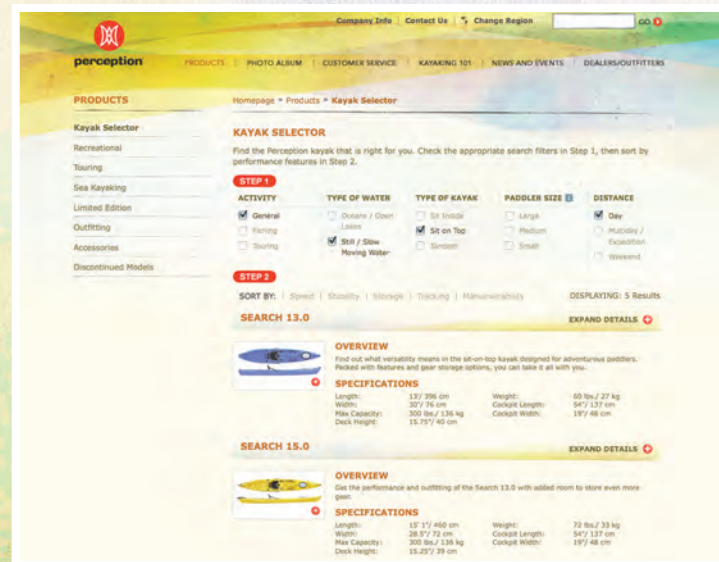 Company Info | Contact Us | Change Region GO
perception
PRODUCTS | PHOTO ALBUM | CUSTOMER SERVICE | KAYAKING 101 | NEWS AND EVENTS | DEALERS/OUTFITTERS
PRODUCTS
Kayak Selector
Recreational
Touring
Sea Kayaking
Limited Edition
Outfitting
Accessories
Discontinued Models
Homepage » Products » Kayak Selector
KAYAK SELECTOR
Find the Perception kayak that is right for you. Check the appropriate search filters in Step 1, then sort by
performance features in Step 2.
STEP 1
ACTIVITY TYPE OF WATER TYPE OF KAYAK PADDLER SIZE DISTANCE
General Oceans / Open Sit Inside Large Day
Lakes
Fishing Sit on Top Medium Multiday /
Still / Slow Expedition
Touring Moving Water Tandem Small Weekend
STEP 2
SORT BY: | Speed | Stability | Storage | Tracking | Maneuverability DISPLAYING: 5 Results
SEARCH 13.0 EXPAND DETAILS
OVERVIEW
Find out what versatility means in the sit-on-top kayak designed for adventurous paddlers.
Packed with features and gear storage options, you can take it all with you.
SPECIFICATIONS
Length: 13'/ 396 cm Weight: 60 lbs./ 27 kg
Width: 30"/ 76 cm Cockpit Length: 54"/ 137 cm
Max Capacity: 300 lbs./ 136 kg Cockpit Width: 19"/ 48 cm
Deck Height: 15.75"/ 40 cm
SEARCH 15.0 EXPAND DETAILS
OVERVIEW
Get the performance and outfitting of the Search 13.0 with added room to store even more
gear.
SPECIFICATIONS
Length: 15' 1"/ 460 cm Weight: 72 lbs./ 33 kg
Width: 28.5"/ 72 cm Cockpit Length: 54"/ 137 cm
Max Capacity: 300 lbs./ 136 kg Cockpit Width: 19"/ 48 cm
Deck Height: 15.25"/ 39 cm